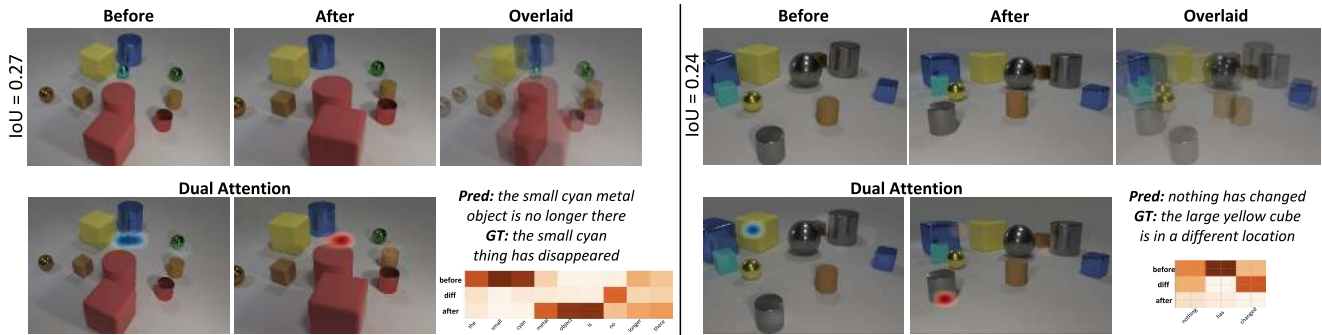 Before
After
Overlaid
IoU = 0.27
Dual Attention
Pred: the small cyan metal
object is no longer there
GT: the small cyan
thing has disappeared
before
diff
after
the small cyan metal object is no longer there
Before
After
Overlaid
IoU = 0.24
Dual Attention
Pred: nothing has changed
GT: the large yellow cube
is in a different location
before
diff
after
nothing has changed